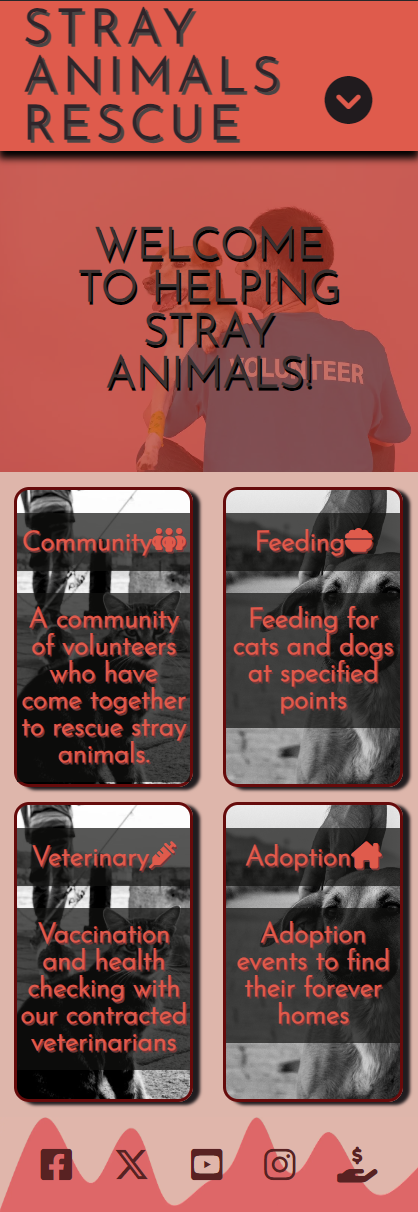 STRAY
ANIMALS
RESCUE
WELCOME
TO HELPING
STRAY
ANIMALS!
VOLUNTEER
Community
A community
of volunteers
who have
come together
to rescue stray
animals.
Feeding
Feeding for
cats and dogs
at specified
points
Veterinary
Vaccination
and health
checking with
our contracted
veterinarians
Adoption
Adoption
events to find
their forever
homes